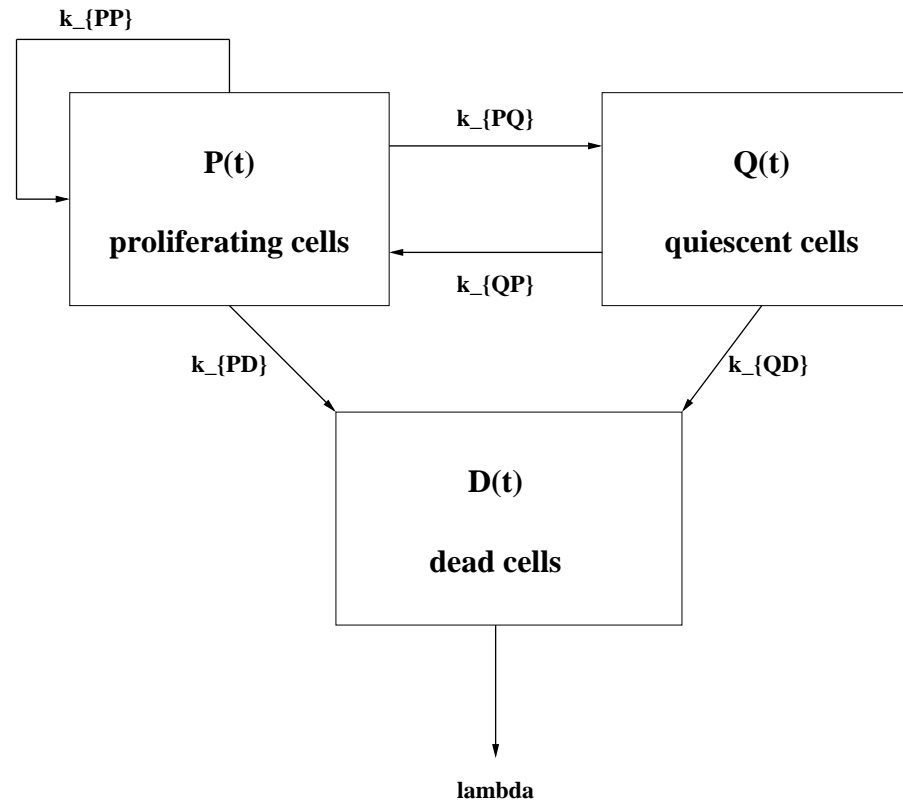 k_{PP}
k_{PQ}
P(t)
Q(t)
proliferating cells
quiescent cells
k_{QP}
k_{PD}
k_{QD}
D(t)
dead cells
lambda